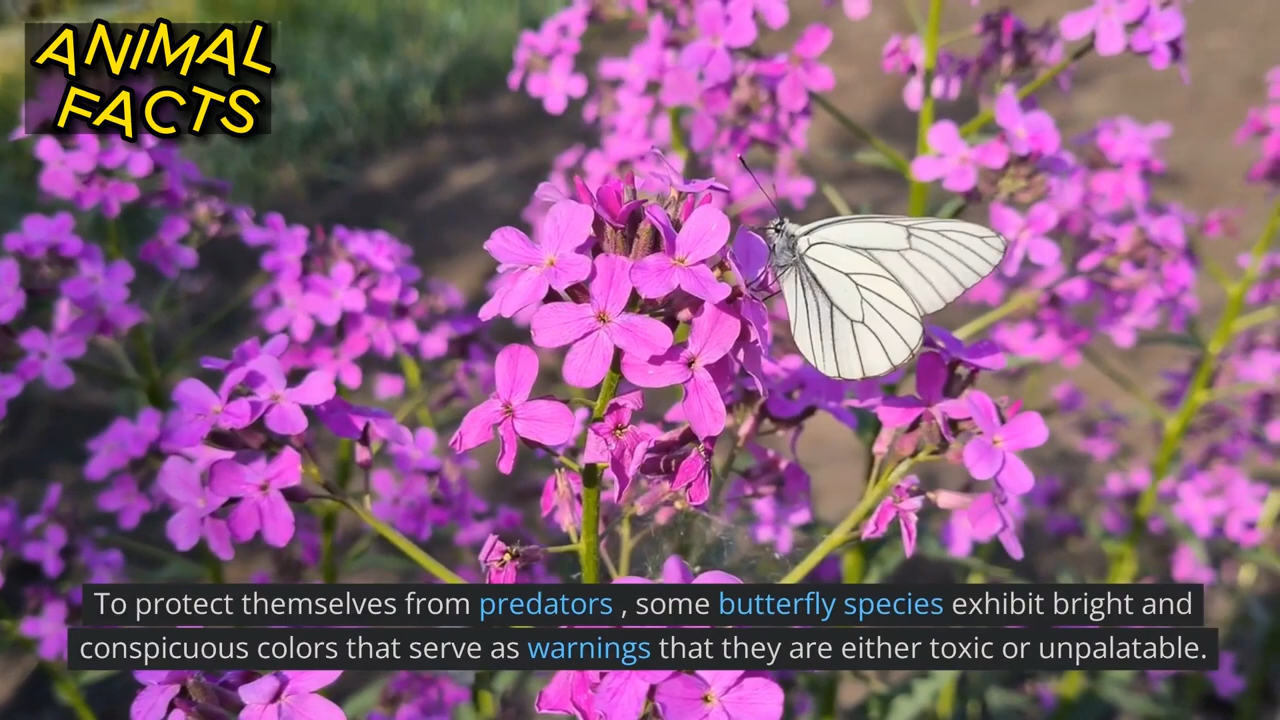 ANIMAL
FACTS
To protect themselves from predators , some butterfly species exhibit bright and
conspicuous colors that serve as warnings that they are either toxic or unpalatable.